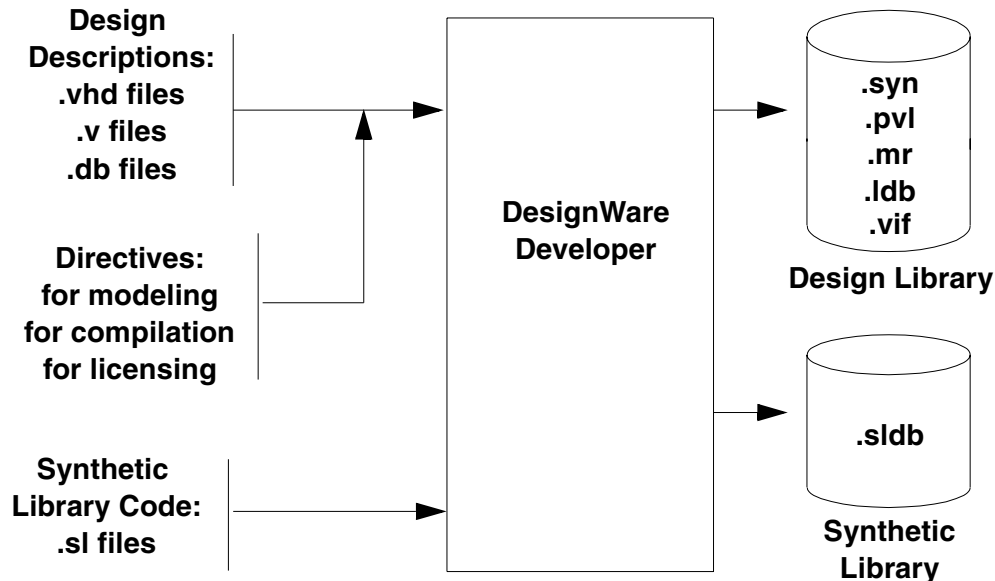 Design
Descriptions:
.vhd files
.v files
.db files
Directives:
for modeling
for compilation
for licensing
Synthetic
Library Code:
.sl files
DesignWare
Developer
.syn
.pvl
.mr
.ldb
.vif
Design Library
.sldb
Synthetic
Library